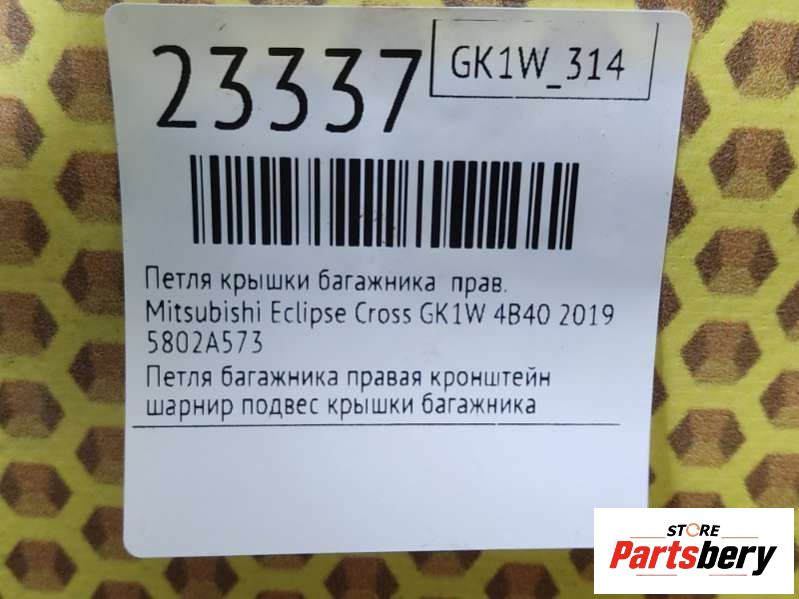 23337
GK1W_314
Петля крышки багажника прав.
Mitsubishi Eclipse Cross GK1W 4B40 2019
5802A573
Петля багажника правая кронштейн
шарнир подвес крышки багажника
STORE
Partsbery